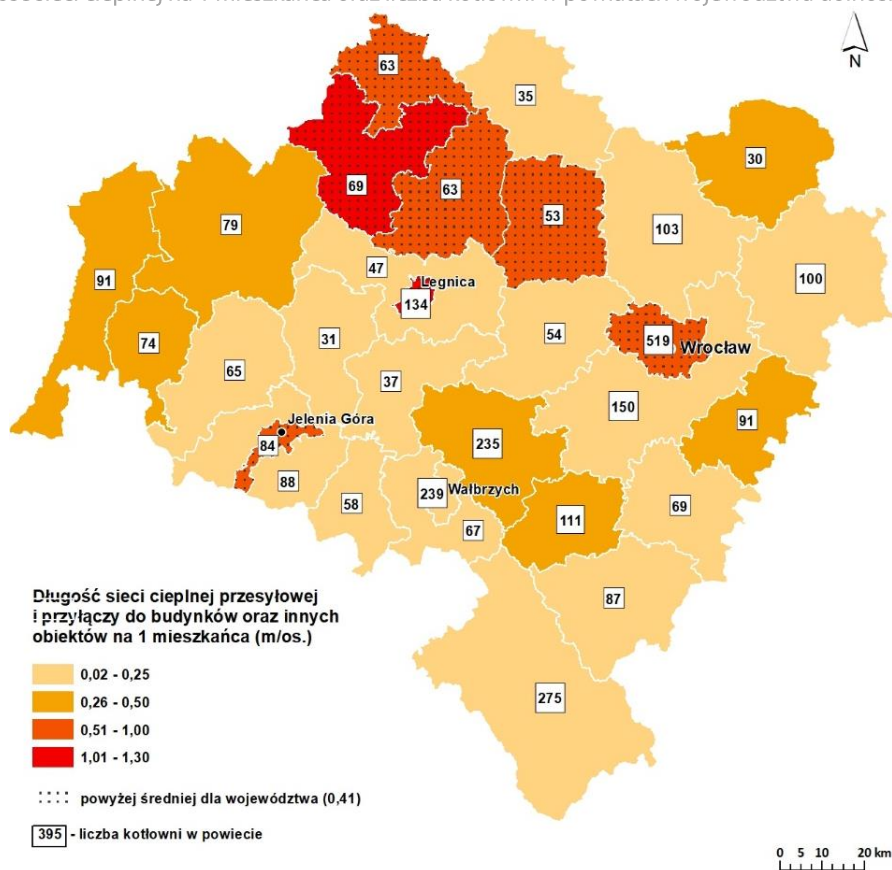 63
35
N
30
69
63
53
79
103
91
47
100
Legnica
134
74
54
519
Wrocław
31
65
37
150
91
Jelenia Góra
84
235
88
239
Wałbrzych
58
111
69
67
87
275
Długość sieci cieplnej przesyłowej
i przyłączy do budynków oraz innych
obiektów na 1 mieszkańca (m/os.)
0,02 - 0,25
0,26 - 0,50
0,51 - 1,00
1,01 - 1,30
powyżej średniej dla województwa (0,41)
395 - liczba kotłowni w powiecie
0 5 10 20 km